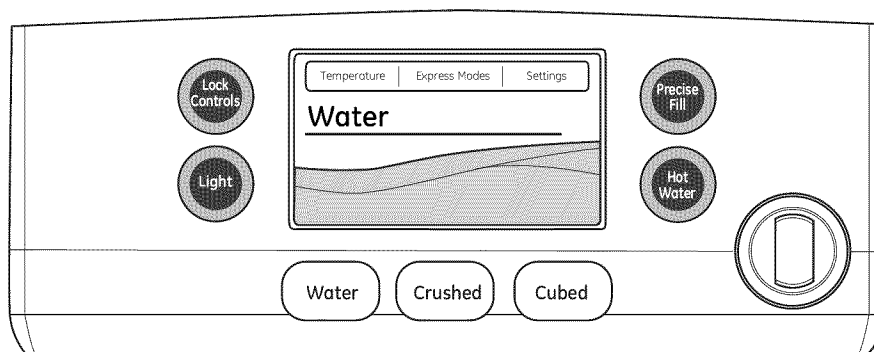 Lock
Controls
Light
Temperature | Express Modes | Settings
Water
Precise
Fill
Hot
Water
Water
Crushed
Cubed